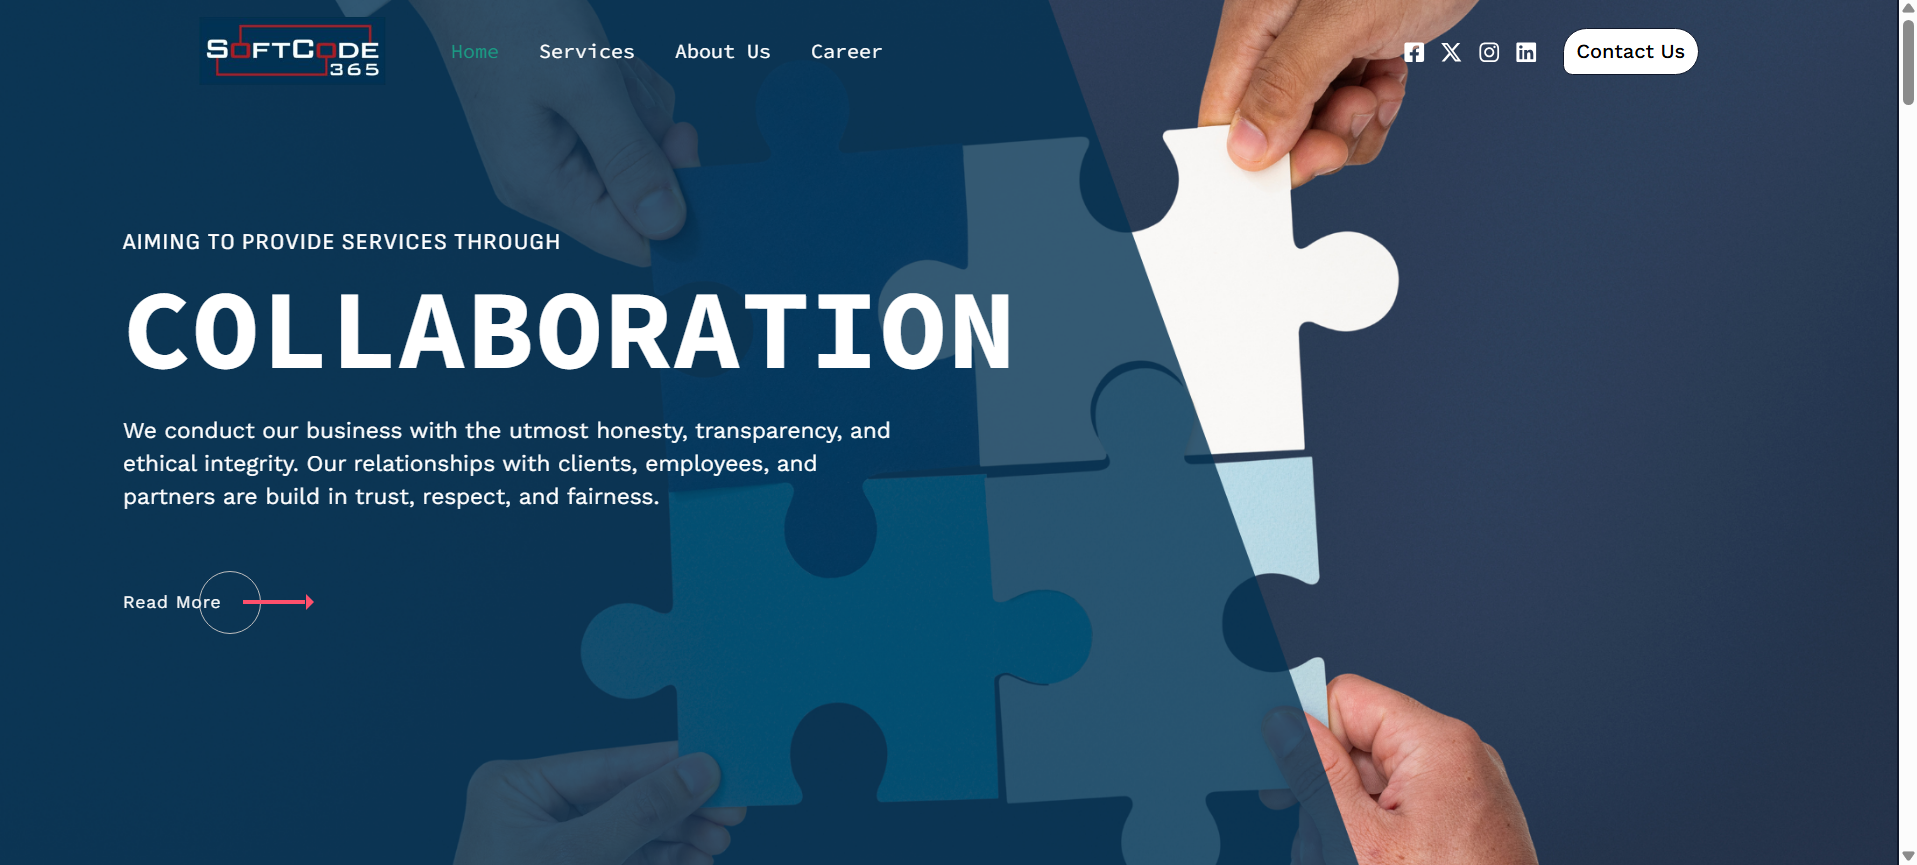 SOFTCODE
365
Home
Services
About Us
Career
Contact Us
AIMING TO PROVIDE SERVICES THROUGH
COLLABORATION
We conduct our business with the utmost honesty, transparency, and
ethical integrity. Our relationships with clients, employees, and
partners are build in trust, respect, and fairness.
Read More